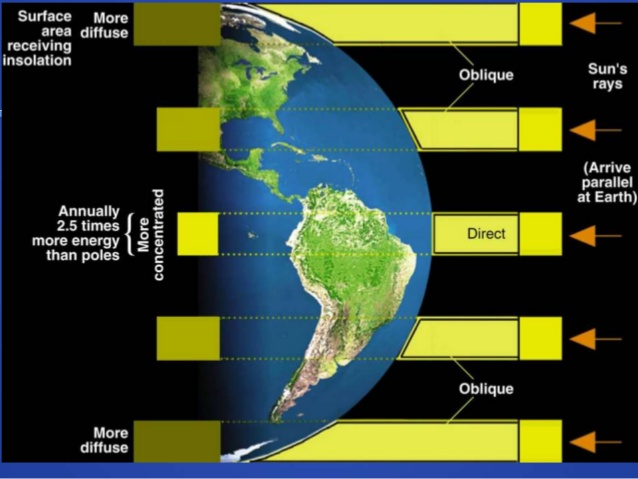 Surface
area
receiving
insolation
More
diffuse
Oblique
Sun's
rays
(Arrive
parallel
at Earth)
Annually
2.5 times
more energy
than poles
More
concentrated
Direct
Oblique
More
diffuse